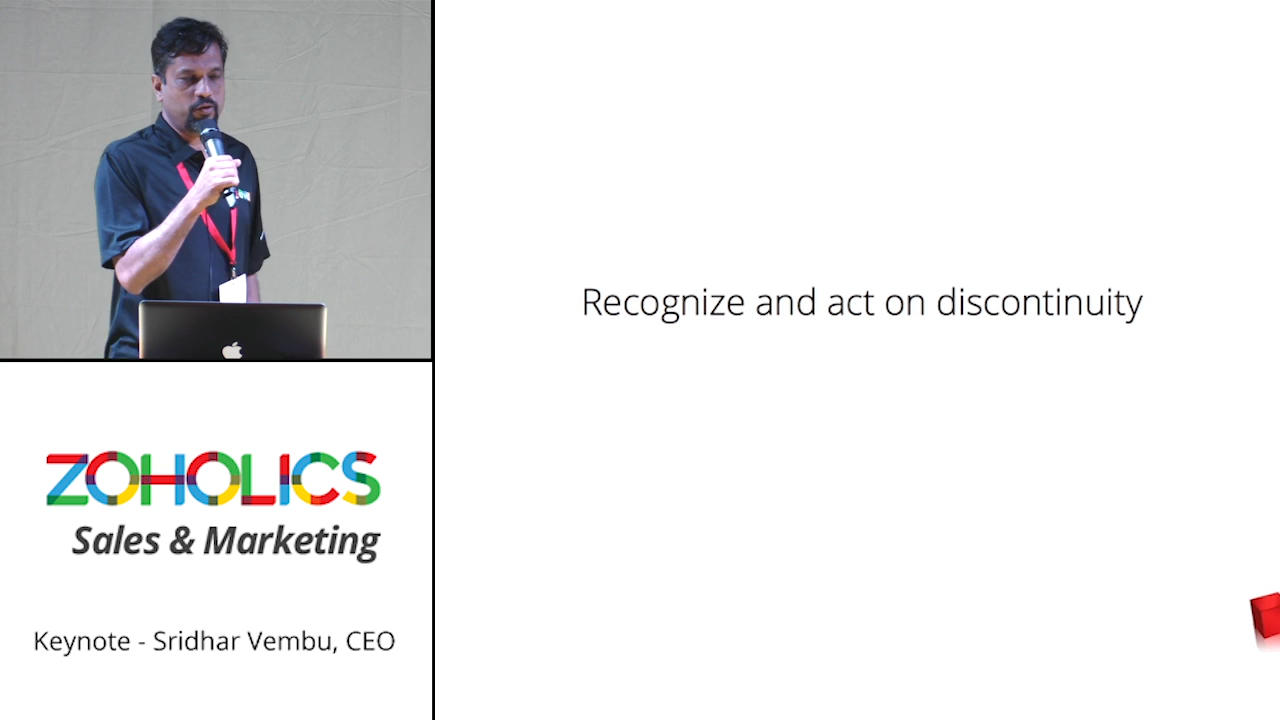 Recognize and act on discontinuity
ZOHOLICS
Sales & Marketing
Keynote - Sridhar Vembu, CEO